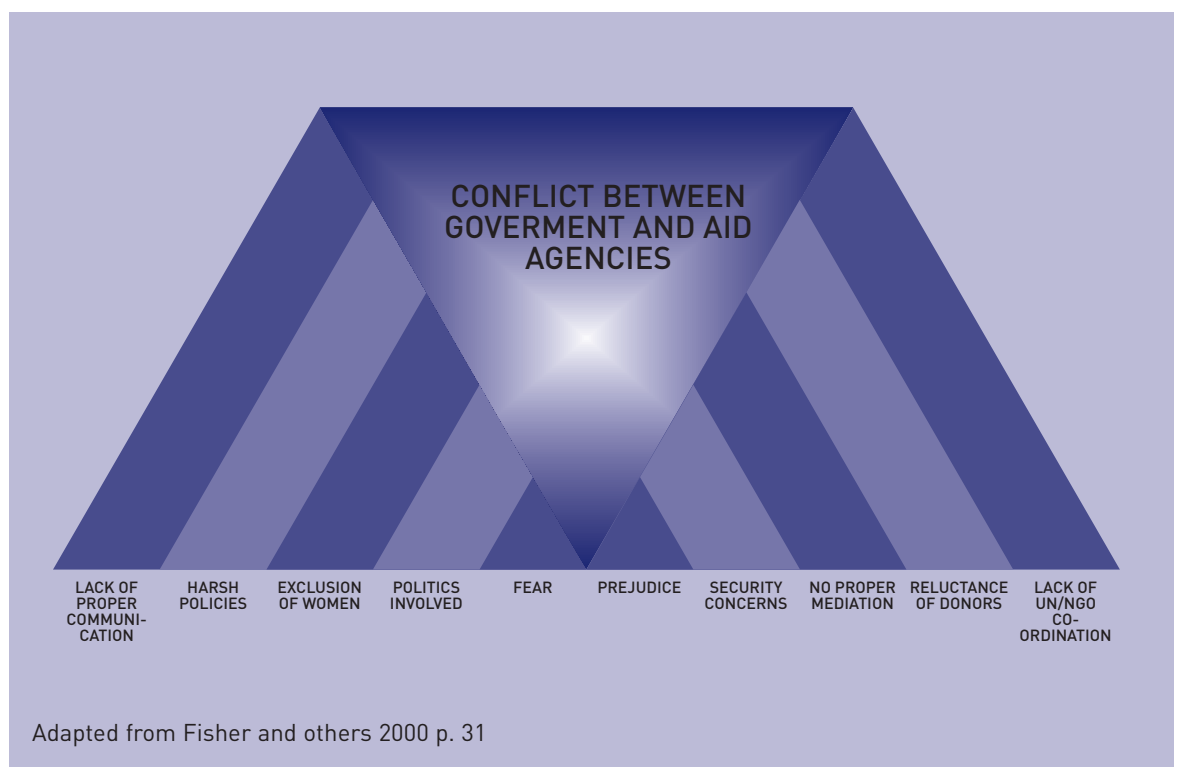 CONFLICT BETWEEN
GOVERMENT AND AID
AGENCIES
LACK OF
PROPER
COMMUNI-
CATION
HARSH
POLICIES
EXCLUSION
OF WOMEN
POLITICS
INVOLVED
FEAR
PREJUDICE
SECURITY
CONCERNS
NO PROPER
MEDIATION
RELUCTANCE
OF DONORS
LACK OF
UN/NGO
CO-
ORDINATION
Adapted from Fisher and others 2000 p. 31